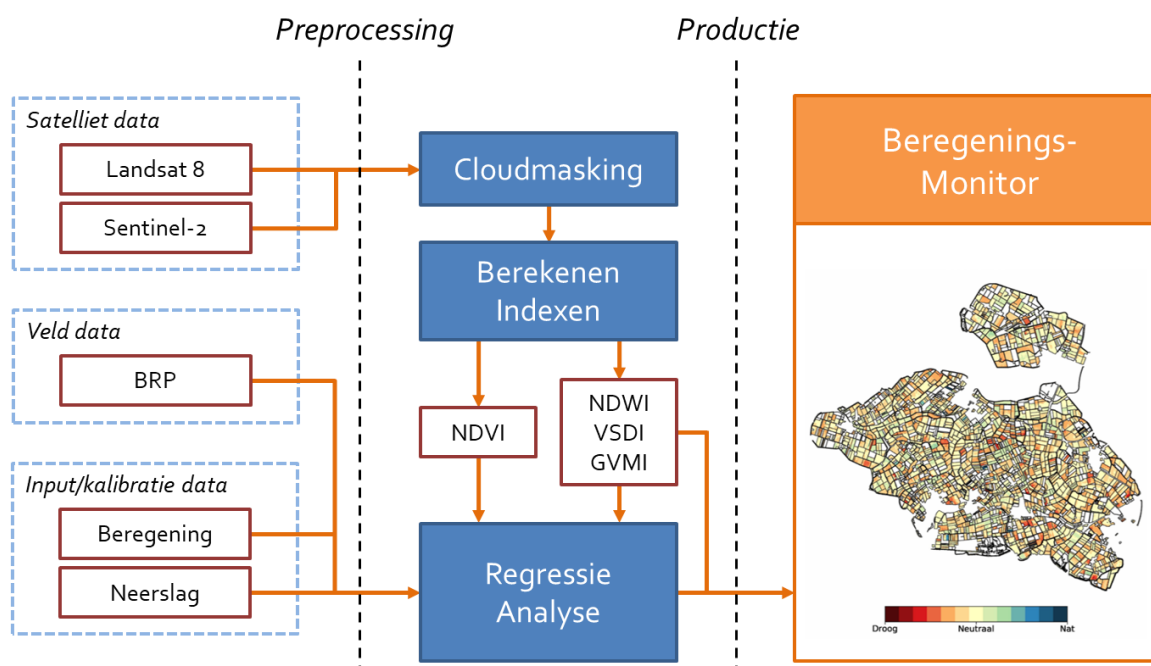 Preprocessing
Productie
Satelliet data
Landsat 8
Sentinel-2
Veld data
BRP
Input/kalibratie data
Beregening
Neerslag
Cloudmasking
Berekenen
Indexen
NDVI
NDWI
VSDI
GVMI
Regressie
Analyse
Beregenings-
Monitor
Droog
Neutraal
Nat